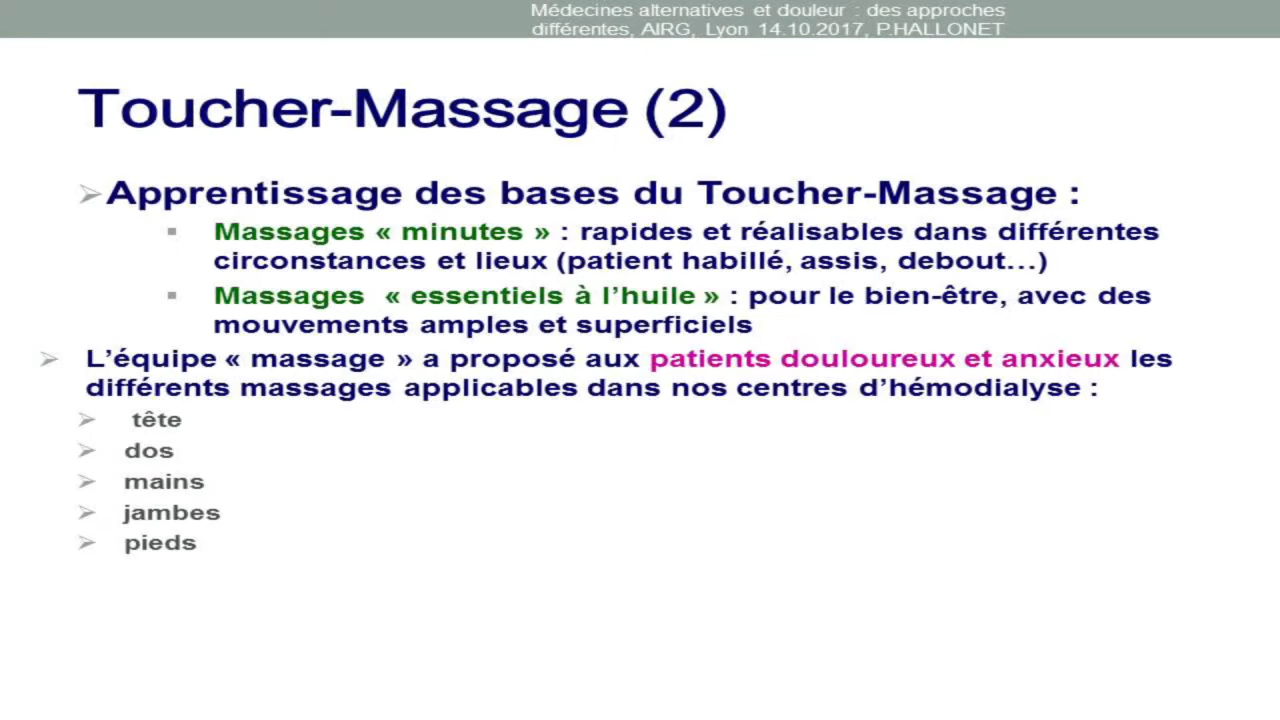 Médecines alternatives et douleur : des approches
différentes, AIRG, Lyon 14.10.2017, P.HALLONET
Toucher-Massage (2)
Apprentissage des bases du Toucher-Massage :
Massages « minutes » : rapides et réalisables dans différentes
circonstances et lieux (patient habillé, assis, debout…)
Massages « essentiels à l’huile » : pour le bien-être, avec des
mouvements amples et superficiels
L’équipe « massage » a proposé aux patients douloureux et anxieux les
différents massages applicables dans nos centres d’hémodialyse :
tête
dos
mains
jambes
pieds